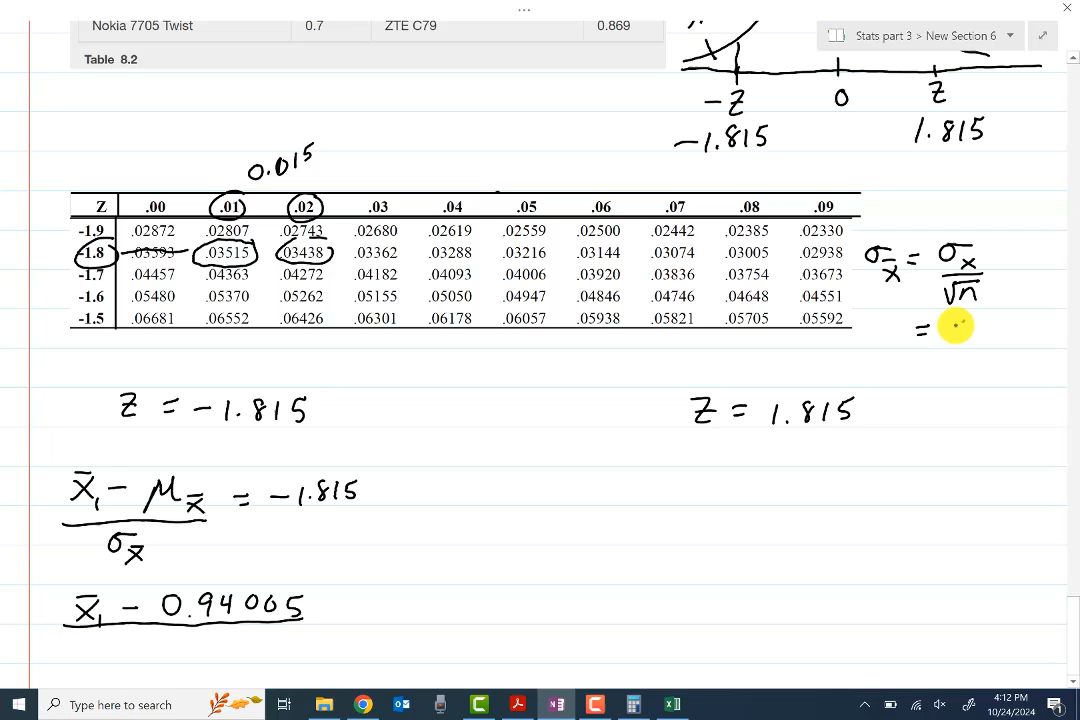 Nokia 7705 Twist 0.7 ZTE C79 0.869
Stats part 3 > New Section 6
Table 8.2
-z 0 z
-1.815 1.815
0.015
Z .00 .01 .02 .03 .04 .05 .06 .07 .08 .09
-1.9 .02872 .02807 .02743 .02680 .02619 .02559 .02500 .02442 .02385 .02330
-1.8 .03593 .03515 .03438 .03362 .03288 .03216 .03144 .03074 .03005 .02938
-1.7 .04457 .04363 .04272 .04182 .04093 .04006 .03920 .03836 .03754 .03673
-1.6 .05480 .05370 .05262 .05155 .05050 .04947 .04846 .04746 .04648 .04551
-1.5 .06681 .06552 .06426 .06301 .06178 .06057 .05938 .05821 .05705 .05592
σx̄ = σx
√n
=
z = -1.815
z = 1.815
x̄₁ - μx̄ = -1.815
σx̄
x̄₁ - 0.94005
Type here to search
4:12 PM
10/24/2024